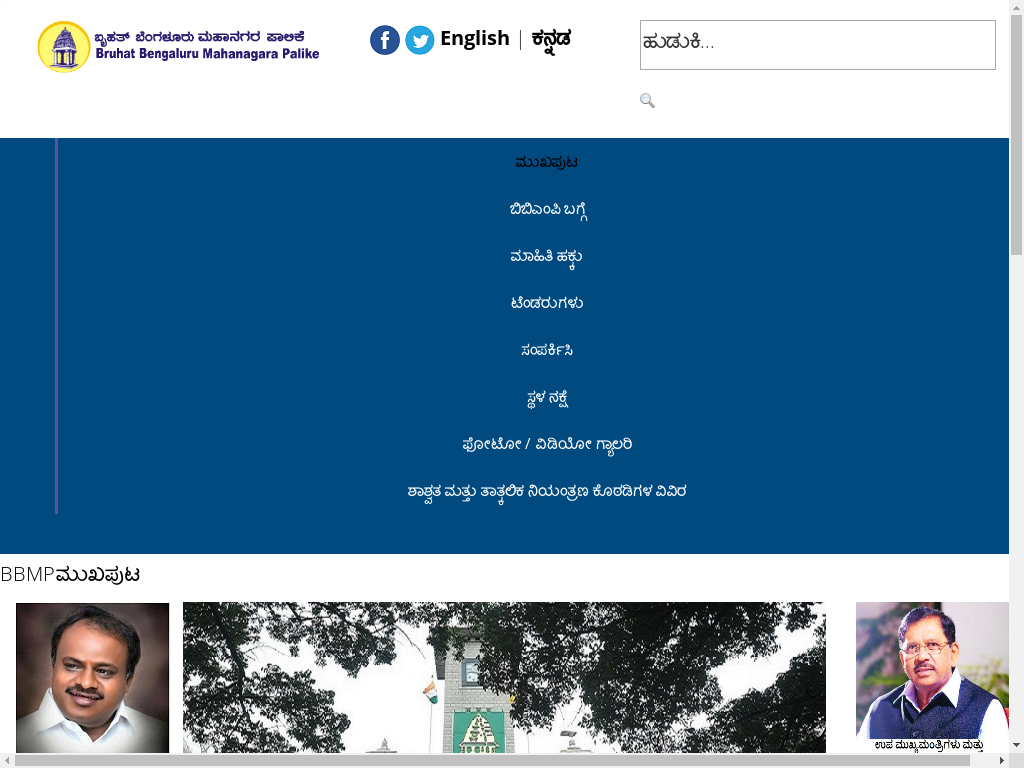 ಬೃಹತ್ ಬೆಂಗಳೂರು ಮಹಾನಗರ ಪಾಲಿಕೆ
Bruhat Bengaluru Mahanagara Palike
English | ಕನ್ನಡ
ಹುಡುಕಿ...
ಮುಖಪುಟ
ಬಿಬಿಎಂಪಿ ಬಗ್ಗೆ
ಮಾಹಿತಿ ಹಕ್ಕು
ಟೆಂಡರುಗಳು
ಸಂಪರ್ಕಿಸಿ
ಸ್ಥಳ ನಕ್ಷೆ
ಫೋಟೋ / ವಿಡಿಯೋ ಗ್ಯಾಲರಿ
ಶಾಶ್ವತ ಮತ್ತು ತಾತ್ಕಲಿಕ ನಿಯಂತ್ರಣ ಕೊಠಡಿಗಳ ವಿವಿರ
BBMPಮುಖಪುಟ
ಉಪ ಮುಖ್ಯಮಂತ್ರಿಗಳು ಮತ್ತು